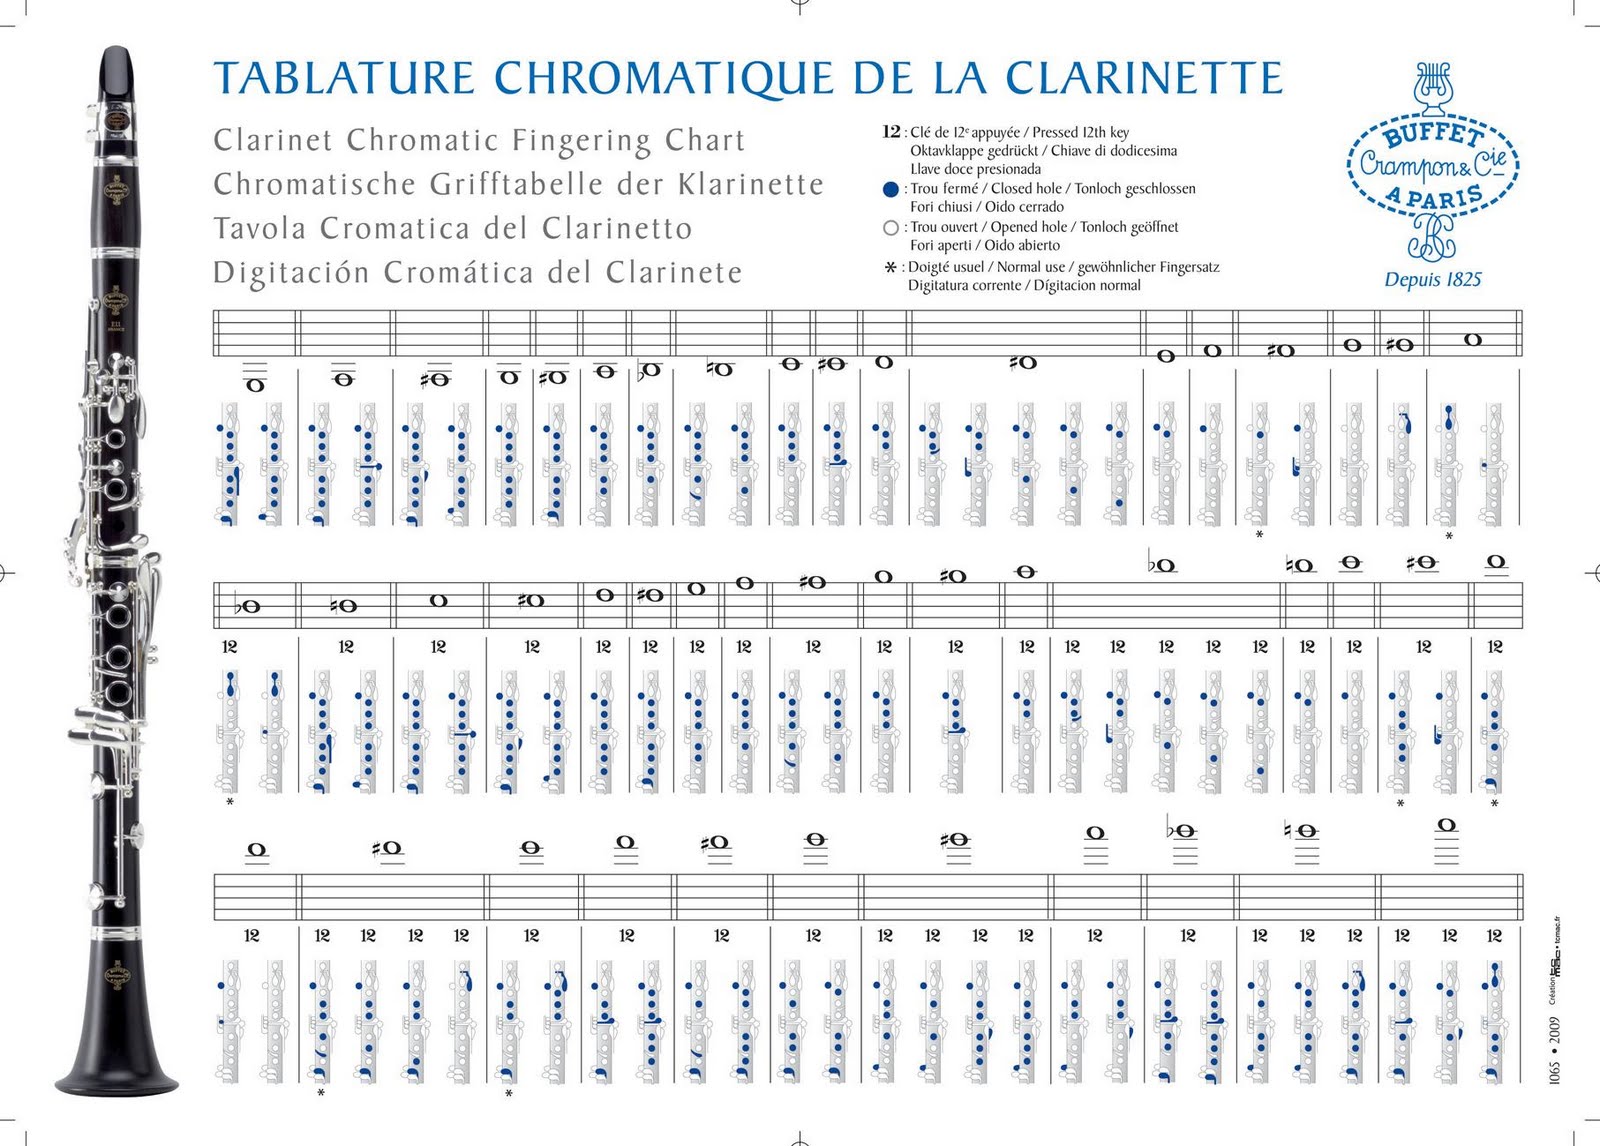 TABLATURE CHROMATIQUE DE LA CLARINETTE
Clarinet Chromatic Fingering Chart
Chromatische Grifftabelle der Klarinette
Tavola Cromatica del Clarinetto
Digitación Cromática del Clarinete
12 : Clé de 12e appuyée / Pressed 12th key
Oktavklappe gedrückt / Chiave di dodicesima
Llave doce presionada
: Trou fermé / Closed hole / Tonloch geschlossen
Fori chiusi / Oido cerrado
: Trou ouvert / Opened hole / Tonloch geöffnet
Fori aperti / Oido abierto
* : Doigté usuel / Normal use / gewöhnlicher Fingersatz
Digitatura corrente / Dígitacion normal
BUFFET
Crampon & Cie
A PARIS
Depuis 1825
* *
12 12 12 12 12 12 12 12 12 12 12 12 12 12 12 12 12 12 12 12 12
* * *
12 12 12 12 12 12 12 12 12 12 12 12 12 12 12 12 12 12 12 12 12 12
* *
1065 • 2009
Création
• tcmac.fr